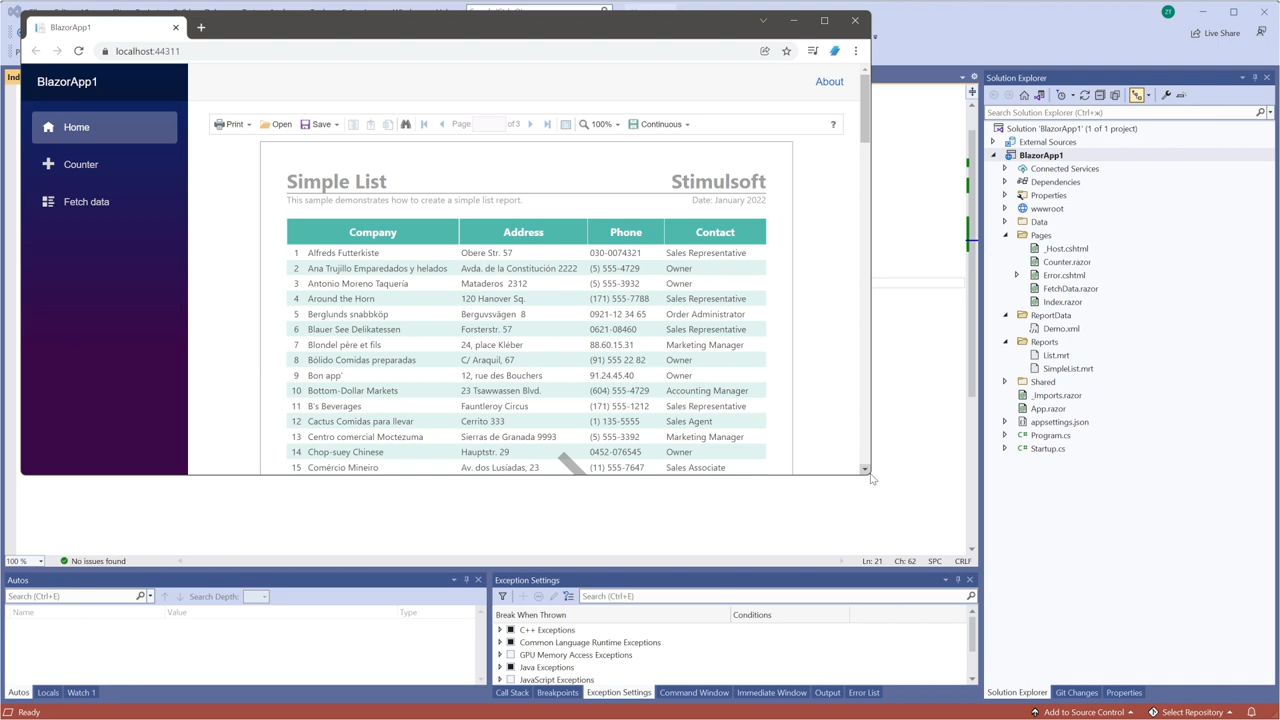 BlazorApp1
ZT
Live Share
localhost:44311
Ind
BlazorApp1
About
Home
Counter
Fetch data
Print
Open
Save
Page
of 3
100%
Continuous
?
Simple List
Stimulsoft
This sample demonstrates how to create a simple list report.
Date: January 2022
Company Address Phone Contact
1 Alfreds Futterkiste Obere Str. 57 030-0074321 Sales Representative
2 Ana Trujillo Emparedados y helados Avda. de la Constitución 2222 (5) 555-4729 Owner
3 Antonio Moreno Taquería Mataderos 2312 (5) 555-3932 Owner
4 Around the Horn 120 Hanover Sq. (171) 555-7788 Sales Representative
5 Berglunds snabbköp Berguvsvägen 8 0921-12 34 65 Order Administrator
6 Blauer See Delikatessen Forsterstr. 57 0621-08460 Sales Representative
7 Blondel père et fils 24, place Kléber 88.60.15.31 Marketing Manager
8 Bólido Comidas preparadas C/ Araquil, 67 (91) 555 22 82 Owner
9 Bon app' 12, rue des Bouchers 91.24.45.40 Owner
10 Bottom-Dollar Markets 23 Tsawwassen Blvd. (604) 555-4729 Accounting Manager
11 B's Beverages Fauntleroy Circus (171) 555-1212 Sales Representative
12 Cactus Comidas para llevar Cerrito 333 (1) 135-5555 Sales Agent
13 Centro comercial Moctezuma Sierras de Granada 9993 (5) 555-3392 Marketing Manager
14 Chop-suey Chinese Hauptstr. 29 0452-076545 Owner
15 Comércio Mineiro Av. dos Lusíadas, 23 (11) 555-7647 Sales Associate
Solution Explorer
Search Solution Explorer (Ctrl+ж)
Solution 'BlazorApp1' (1 of 1 project)
External Sources
BlazorApp1
Connected Services
Dependencies
Properties
wwwroot
Data
Pages
_Host.cshtml
Counter.razor
Error.cshtml
FetchData.razor
Index.razor
ReportData
Demo.xml
Reports
List.mrt
SimpleList.mrt
Shared
_Imports.razor
App.razor
appsettings.json
Program.cs
Startup.cs
100 %
No issues found
Ln: 21 Ch: 62 SPC CRLF
Autos
Search (Ctrl+E)
Search Depth:
Name Value Type
Autos Locals Watch 1
Exception Settings
Search (Ctrl+E)
Break When Thrown Conditions
C++ Exceptions
Common Language Runtime Exceptions
GPU Memory Access Exceptions
Java Exceptions
JavaScript Exceptions
Call Stack Breakpoints Exception Settings Command Window Immediate Window Output Error List
Solution Explorer Git Changes Properties
Ready
Add to Source Control
Select Repository